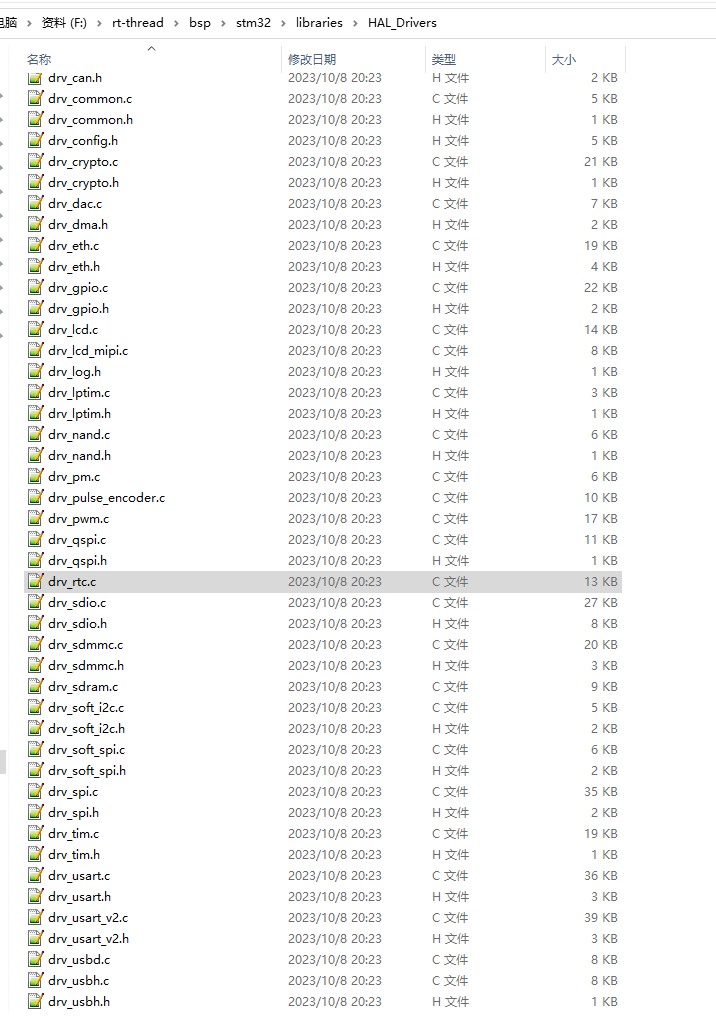 电脑 › 资料 (F:) › rt-thread › bsp › stm32 › libraries › HAL_Drivers
名称 修改日期 类型 大小
drv_can.h 2023/10/8 20:23 H 文件 2 KB
drv_common.c 2023/10/8 20:23 C 文件 5 KB
drv_common.h 2023/10/8 20:23 H 文件 1 KB
drv_config.h 2023/10/8 20:23 H 文件 5 KB
drv_crypto.c 2023/10/8 20:23 C 文件 21 KB
drv_crypto.h 2023/10/8 20:23 H 文件 1 KB
drv_dac.c 2023/10/8 20:23 C 文件 7 KB
drv_dma.h 2023/10/8 20:23 H 文件 2 KB
drv_eth.c 2023/10/8 20:23 C 文件 19 KB
drv_eth.h 2023/10/8 20:23 H 文件 4 KB
drv_gpio.c 2023/10/8 20:23 C 文件 22 KB
drv_gpio.h 2023/10/8 20:23 H 文件 2 KB
drv_lcd.c 2023/10/8 20:23 C 文件 14 KB
drv_lcd_mipi.c 2023/10/8 20:23 C 文件 8 KB
drv_log.h 2023/10/8 20:23 H 文件 1 KB
drv_lptim.c 2023/10/8 20:23 C 文件 3 KB
drv_lptim.h 2023/10/8 20:23 H 文件 1 KB
drv_nand.c 2023/10/8 20:23 C 文件 6 KB
drv_nand.h 2023/10/8 20:23 H 文件 1 KB
drv_pm.c 2023/10/8 20:23 C 文件 6 KB
drv_pulse_encoder.c 2023/10/8 20:23 C 文件 10 KB
drv_pwm.c 2023/10/8 20:23 C 文件 17 KB
drv_qspi.c 2023/10/8 20:23 C 文件 11 KB
drv_qspi.h 2023/10/8 20:23 H 文件 1 KB
drv_rtc.c 2023/10/8 20:23 C 文件 13 KB
drv_sdio.c 2023/10/8 20:23 C 文件 27 KB
drv_sdio.h 2023/10/8 20:23 H 文件 8 KB
drv_sdmmc.c 2023/10/8 20:23 C 文件 20 KB
drv_sdmmc.h 2023/10/8 20:23 H 文件 3 KB
drv_sdram.c 2023/10/8 20:23 C 文件 9 KB
drv_soft_i2c.c 2023/10/8 20:23 C 文件 5 KB
drv_soft_i2c.h 2023/10/8 20:23 H 文件 2 KB
drv_soft_spi.c 2023/10/8 20:23 C 文件 6 KB
drv_soft_spi.h 2023/10/8 20:23 H 文件 2 KB
drv_spi.c 2023/10/8 20:23 C 文件 35 KB
drv_spi.h 2023/10/8 20:23 H 文件 2 KB
drv_tim.c 2023/10/8 20:23 C 文件 19 KB
drv_tim.h 2023/10/8 20:23 H 文件 1 KB
drv_usart.c 2023/10/8 20:23 C 文件 36 KB
drv_usart.h 2023/10/8 20:23 H 文件 3 KB
drv_usart_v2.c 2023/10/8 20:23 C 文件 39 KB
drv_usart_v2.h 2023/10/8 20:23 H 文件 3 KB
drv_usbd.c 2023/10/8 20:23 C 文件 8 KB
drv_usbh.c 2023/10/8 20:23 C 文件 8 KB
drv_usbh.h 2023/10/8 20:23 H 文件 1 KB